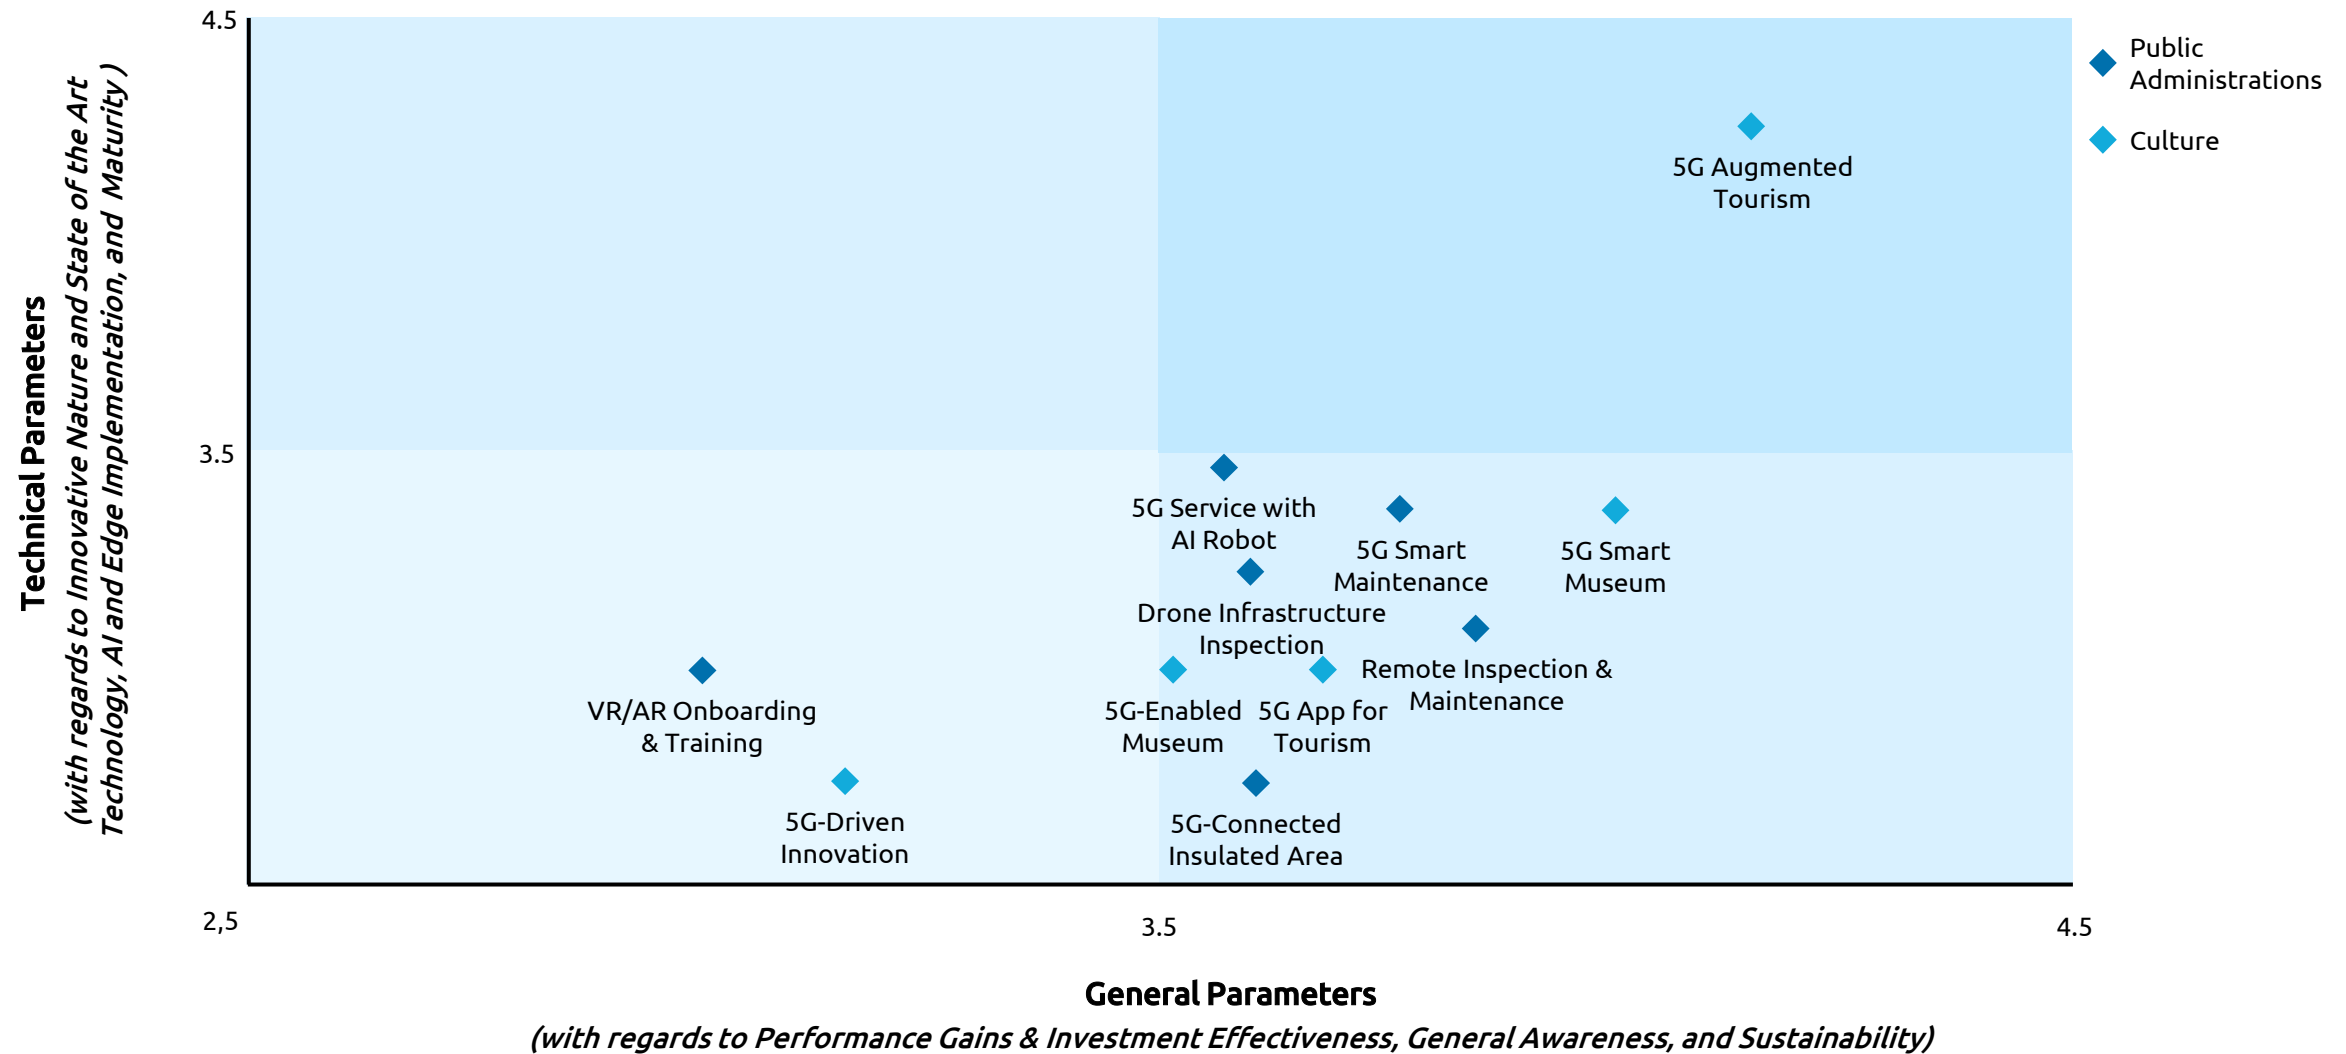 4.5
Public
Administrations
Culture
5G Augmented
Tourism
Technical Parameters
(with regards to Innovative Nature and State of the Art
Technology, AI and Edge Implementation, and Maturity )
3.5
5G Service with
AI Robot
5G Smart
Maintenance
5G Smart
Museum
Drone Infrastructure
Inspection
Remote Inspection &
Maintenance
VR/AR Onboarding
& Training
5G-Enabled
Museum
5G App for
Tourism
5G-Driven
Innovation
5G-Connected
Insulated Area
2,5
3.5
4.5
General Parameters
(with regards to Performance Gains & Investment Effectiveness, General Awareness, and Sustainability)